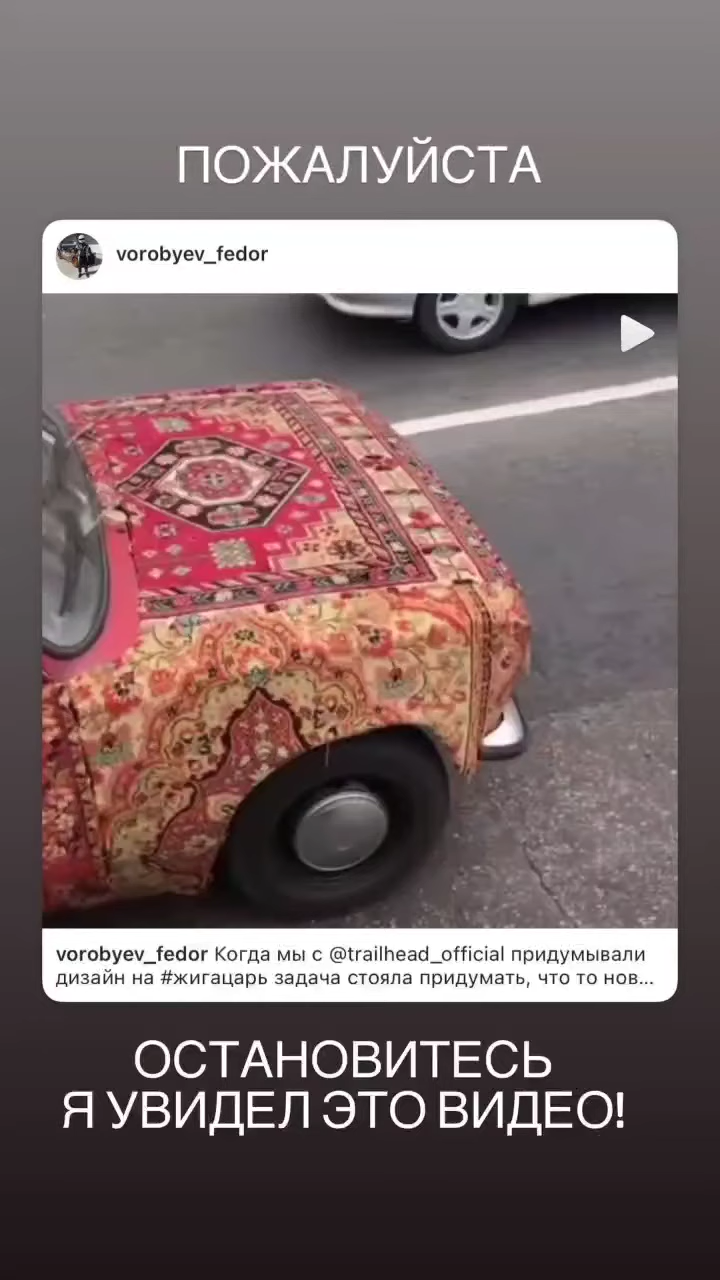 ПОЖАЛУЙСТА
vorobyev_fedor
vorobyev_fedor Когда мы с @trailhead_official придумывали
дизайн на #жигацарь задача стояла придумать, что то нов...
ОСТАНОВИТЕСЬ
Я УВИДЕЛ ЭТО ВИДЕО!